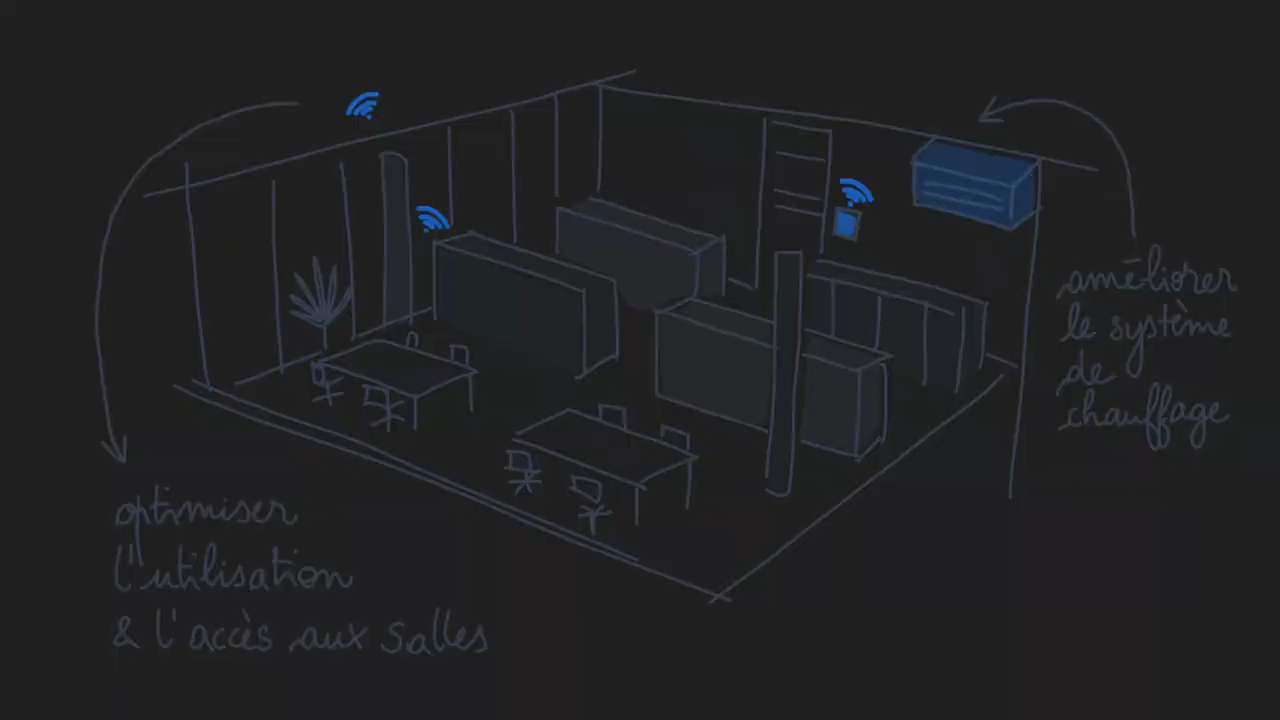 améliorer
le système
de
chauffage
optimiser
l'utilisation
& l'accès aux salles